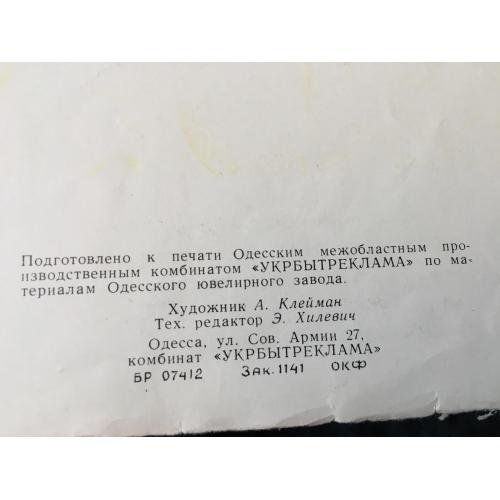 Подготовлено к печати Одесским межобластным про-
изводственным комбинатом «УКРБЫТРЕКЛАМА» по ма-
териалам Одесского ювелирного завода.
Художник А. Клейман
Тех. редактор Э. Хилевич
Одесса, ул. Сов. Армии 27,
комбинат «УКРБЫТРЕКЛАМА»
БР 07412 Зак. 1141 ОКФ